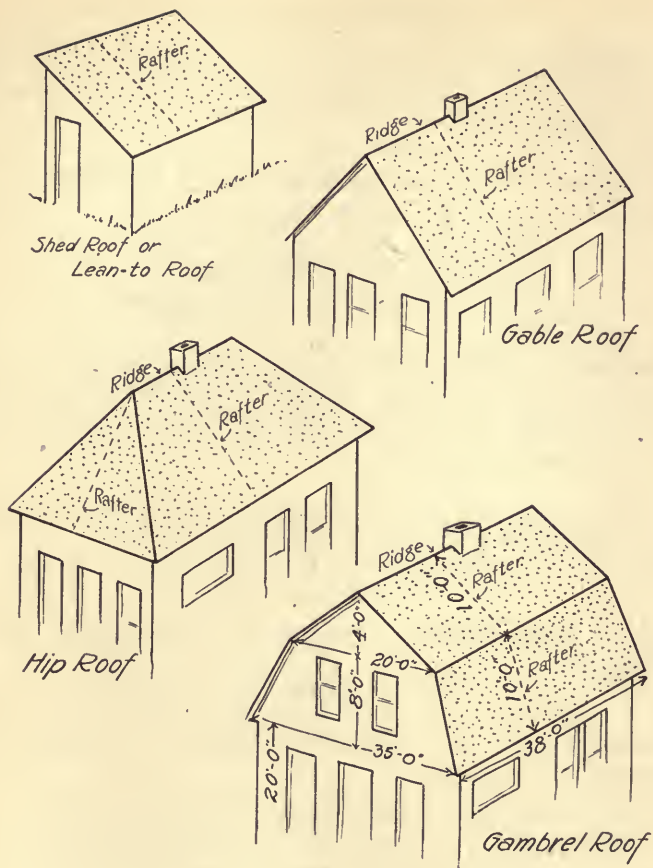 Rafter
Shed Roof or
Lean-to Roof
Ridge
Rafter
Gable Roof
Ridge
Rafter
Rafter
Hip Roof
Ridge
10'-0"
Rafter
4'-0"
20'-0"
8'-0"
10'-0"
Rafter
35'-0"
38'-0"
20'-0"
Gambrel Roof